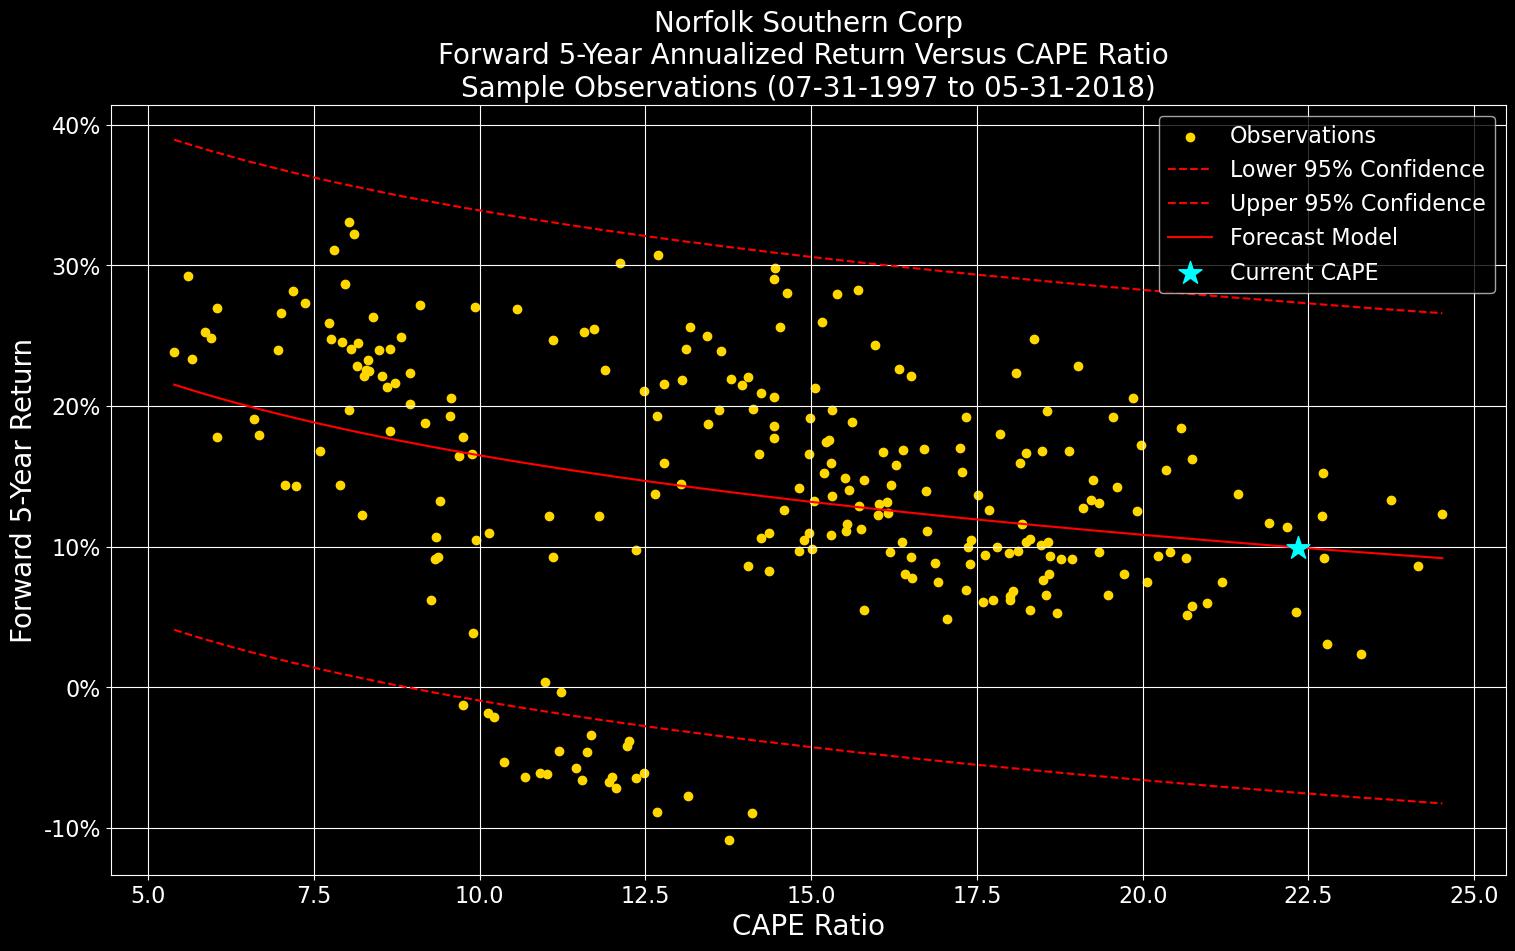 Norfolk Southern Corp
Forward 5-Year Annualized Return Versus CAPE Ratio
Sample Observations (07-31-1997 to 05-31-2018)
Observations
Lower 95% Confidence
Upper 95% Confidence
Forecast Model
Current CAPE
Forward 5-Year Return
40%
30%
20%
10%
0%
-10%
5.0 7.5 10.0 12.5 15.0 17.5 20.0 22.5 25.0
CAPE Ratio